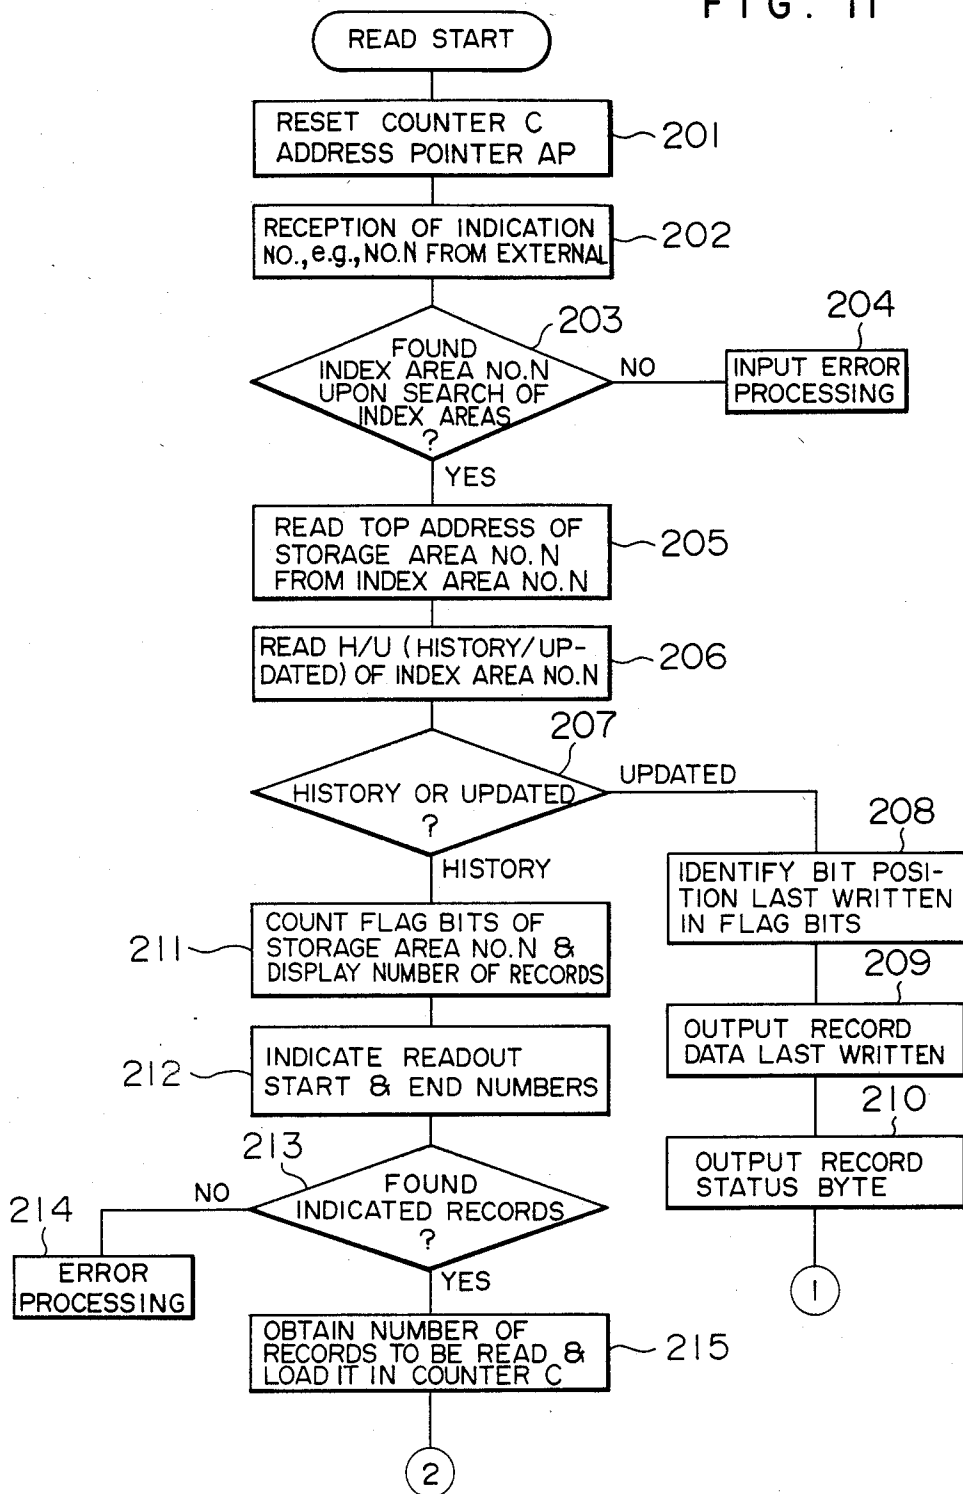 FIG. 11
READ START
RESET COUNTER C
ADDRESS POINTER AP
201
RECEPTION OF INDICATION
NO., e.g., NO.N FROM EXTERNAL
202
203
FOUND
INDEX AREA NO.N
UPON SEARCH OF
INDEX AREAS
?
NO
204
INPUT ERROR
PROCESSING
YES
READ TOP ADDRESS OF
STORAGE AREA NO.N
FROM INDEX AREA NO.N
205
READ H/U (HISTORY/UP-
DATED) OF INDEX AREA NO.N
206
207
HISTORY OR UPDATED
?
UPDATED
HISTORY
208
IDENTIFY BIT POSI-
TION LAST WRITTEN
IN FLAG BITS
211
COUNT FLAG BITS OF
STORAGE AREA NO.N &
DISPLAY NUMBER OF RECORDS
209
OUTPUT RECORD
DATA LAST WRITTEN
212
INDICATE READOUT
START & END NUMBERS
210
OUTPUT RECORD
STATUS BYTE
1
213
FOUND
INDICATED RECORDS
?
NO
214
ERROR
PROCESSING
YES
OBTAIN NUMBER OF
RECORDS TO BE READ &
LOAD IT IN COUNTER C
215
2